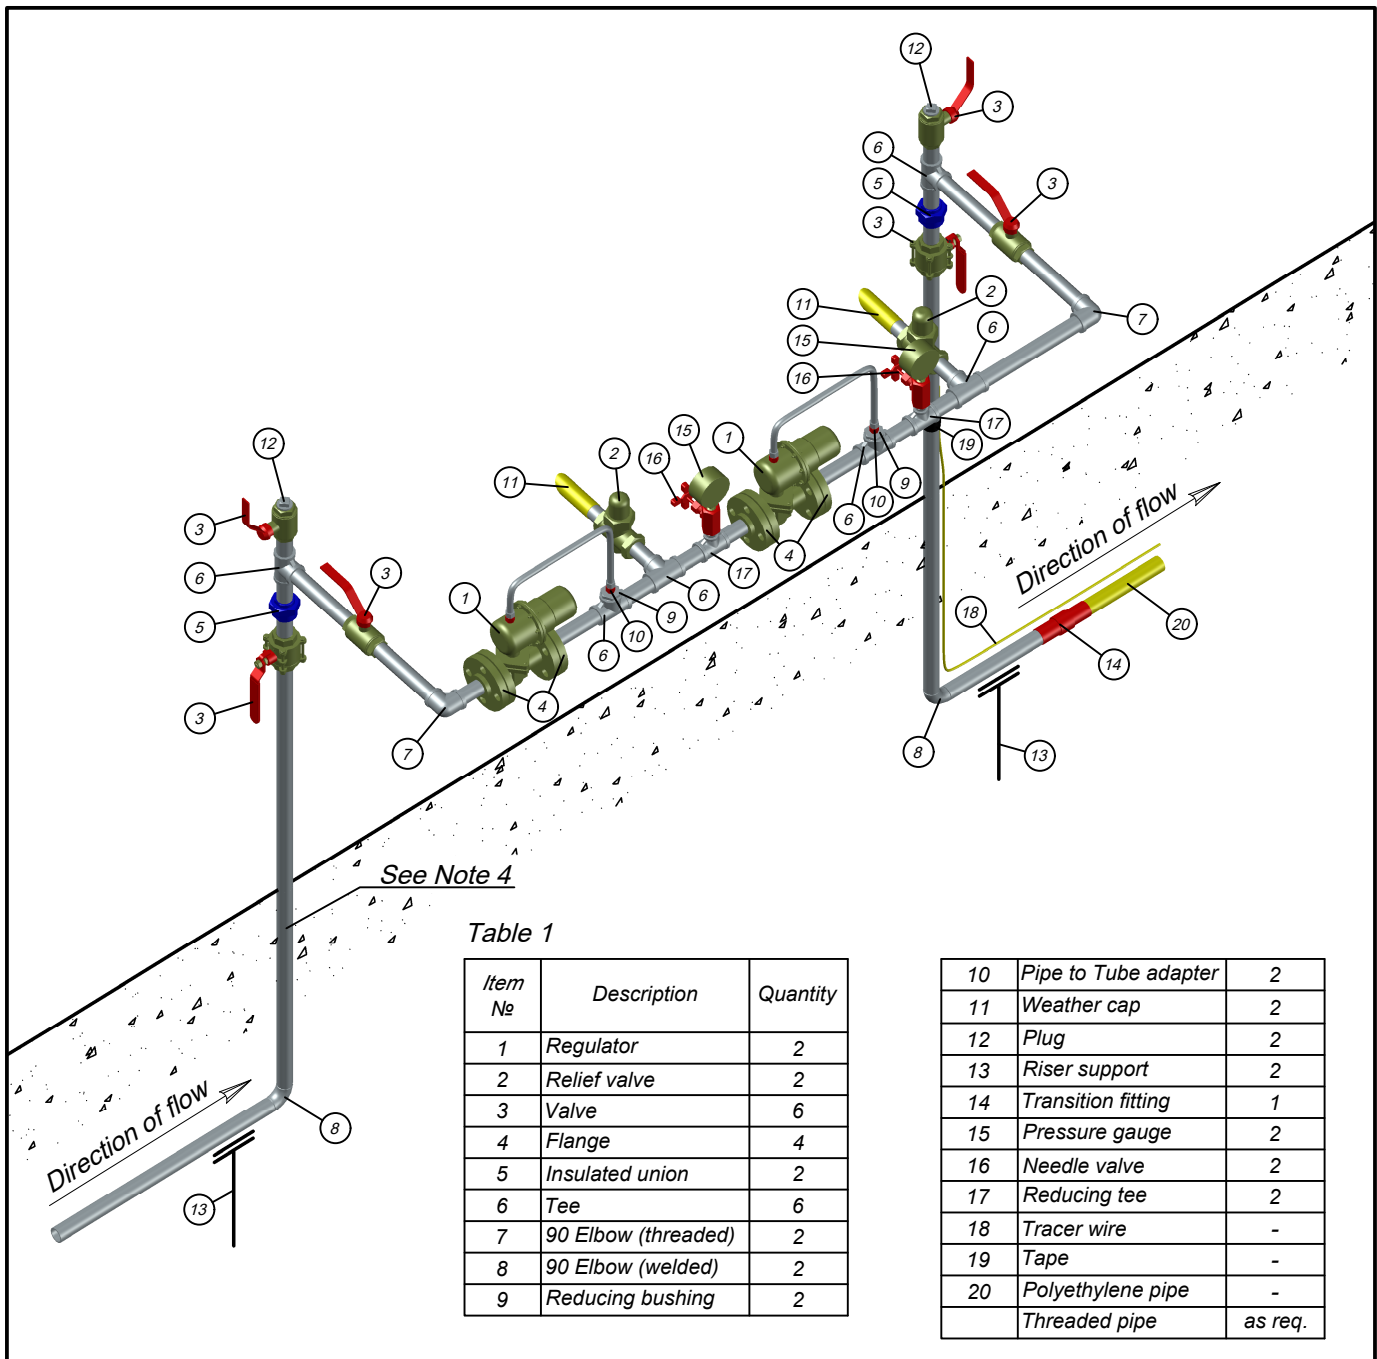 12
3
6
5
3
3
11
2
15
6
7
16
12
15
1
17
19
2
16
11
9
10
6
3
Direction of flow
6
3
4
17
1
6
9
18
20
5
10
6
14
3
4
7
8
13
See Note 4
Direction of flow
8
13
Table 1
Item № Description Quantity
1 Regulator 2
2 Relief valve 2
3 Valve 6
4 Flange 4
5 Insulated union 2
6 Tee 6
7 90 Elbow (threaded) 2
8 90 Elbow (welded) 2
9 Reducing bushing 2
10 Pipe to Tube adapter 2
11 Weather cap 2
12 Plug 2
13 Riser support 2
14 Transition fitting 1
15 Pressure gauge 2
16 Needle valve 2
17 Reducing tee 2
18 Tracer wire -
19 Tape -
20 Polyethylene pipe -
Threaded pipe as req.